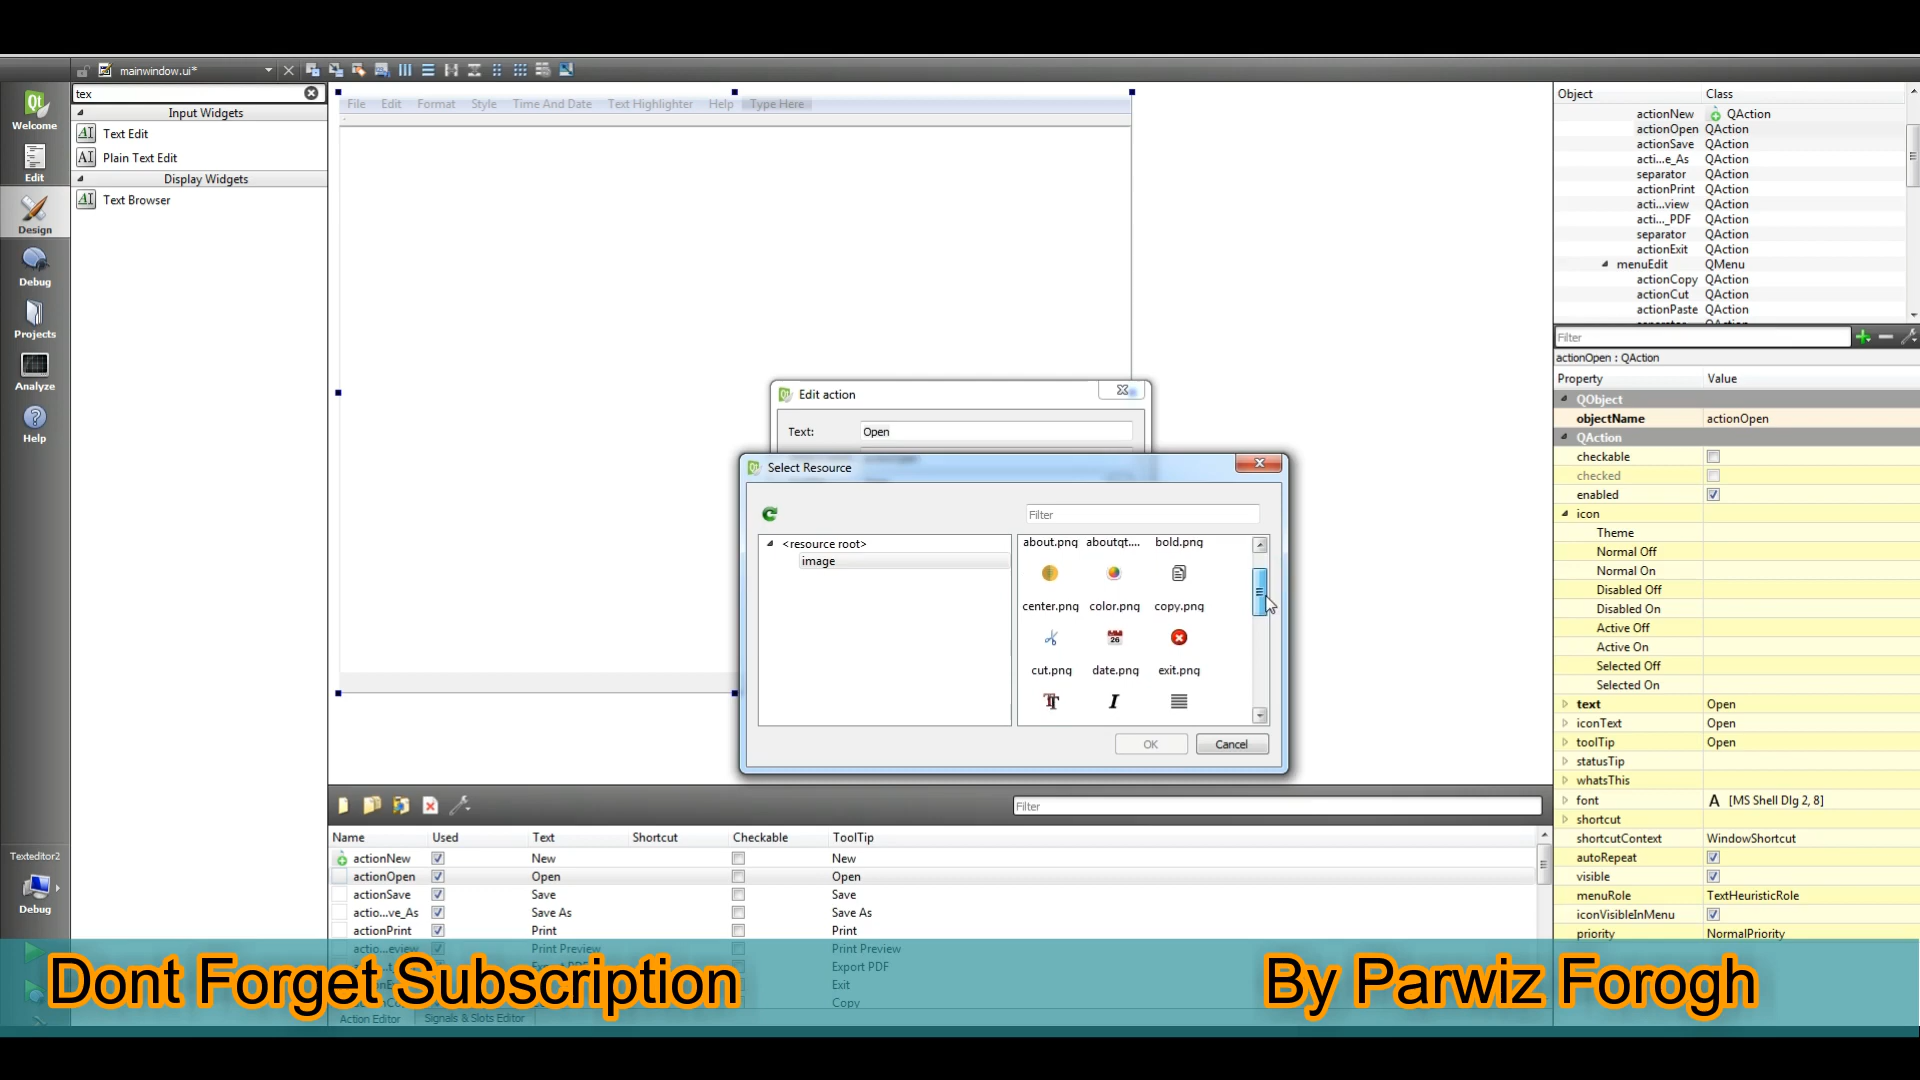 mainwindow.ui*
tex
Input Widgets
Text Edit
Plain Text Edit
Display Widgets
Text Browser
Welcome
Edit
Design
Debug
Projects
Analyze
Help
Texteditor2
Debug
File Edit Format Style Time And Date Text Highlighter Help Type Here
Edit action
Text: Open
Select Resource
Filter
<resource root>
image
about.png aboutqt.... bold.png
center.png color.png copy.png
26
cut.png date.png exit.png
OK Cancel
Filter
Name Used Text Shortcut Checkable ToolTip
actionNew New New
actionOpen Open Open
actionSave Save Save
actio...ve_As Save As Save As
actionPrint Print Print
actio...eview Print Preview Print Preview
Export PDF
Exit
Copy
Action Editor Signals & Slots Editor
Object Class
actionNew QAction
actionOpen QAction
actionSave QAction
acti...e_As QAction
separator QAction
actionPrint QAction
acti...view QAction
acti..._PDF QAction
separator QAction
actionExit QAction
menuEdit QMenu
actionCopy QAction
actionCut QAction
actionPaste QAction
Filter
actionOpen : QAction
Property Value
QObject
objectName actionOpen
QAction
checkable
checked
enabled
icon
Theme
Normal Off
Normal On
Disabled Off
Disabled On
Active Off
Active On
Selected Off
Selected On
text Open
iconText Open
toolTip Open
statusTip
whatsThis
font A [MS Shell Dlg 2, 8]
shortcut
shortcutContext WindowShortcut
autoRepeat
visible
menuRole TextHeuristicRole
iconVisibleInMenu
priority NormalPriority
Dont Forget Subscription
By Parwiz Forogh